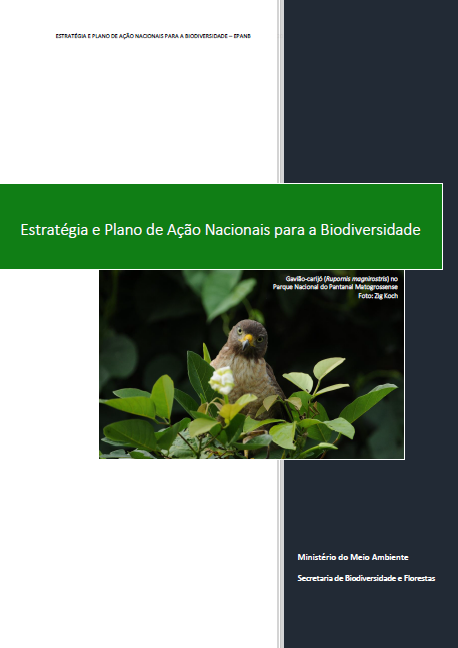 ESTRATÉGIA E PLANO DE AÇÃO NACIONAIS PARA A BIODIVERSIDADE – EPANB
Estratégia e Plano de Ação Nacionais para a Biodiversidade
Gavião-carijó (Rupornis magnirostris) no
Parque Nacional do Pantanal Matogrossense
Foto: Zig Koch
Ministério do Meio Ambiente
Secretaria de Biodiversidade e Florestas